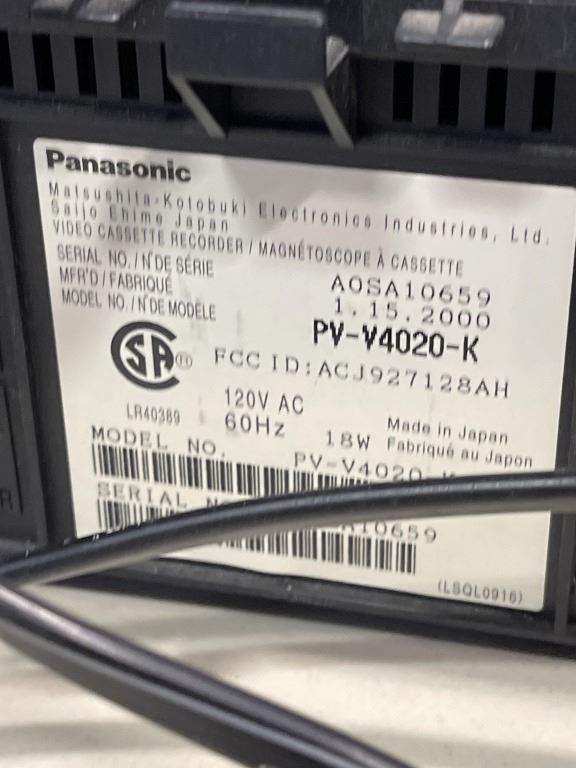 Panasonic
Matsushita-Kotobuki Electronics Industries, Ltd.
Saijo Ehime Japan
VIDEO CASSETTE RECORDER / MAGNÉTOSCOPE À CASSETTE
SERIAL NO./N° DE SÉRIE A0SA10659
MFR'D/FABRIQUÉ 1.15.2000
MODEL NO./N° DE MODÈLE PV-V4020-K
FCC ID: ACJ927128AH
LR40389
120V AC
60Hz 18W
Made in Japan
Fabriqué au Japon
MODEL NO. PV-V4020-K
SERIAL N A10659
(LSQL0916)
R